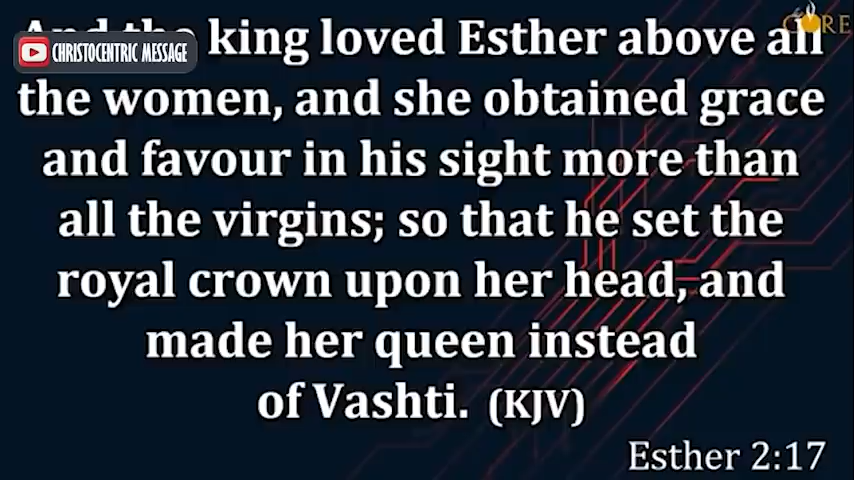 And the king loved Esther above all
CHRISTOCENTRIC MESSAGE
the women, and she obtained grace
and favour in his sight more than
all the virgins; so that he set the
royal crown upon her head, and
made her queen instead
of Vashti. (KJV)
Esther 2:17